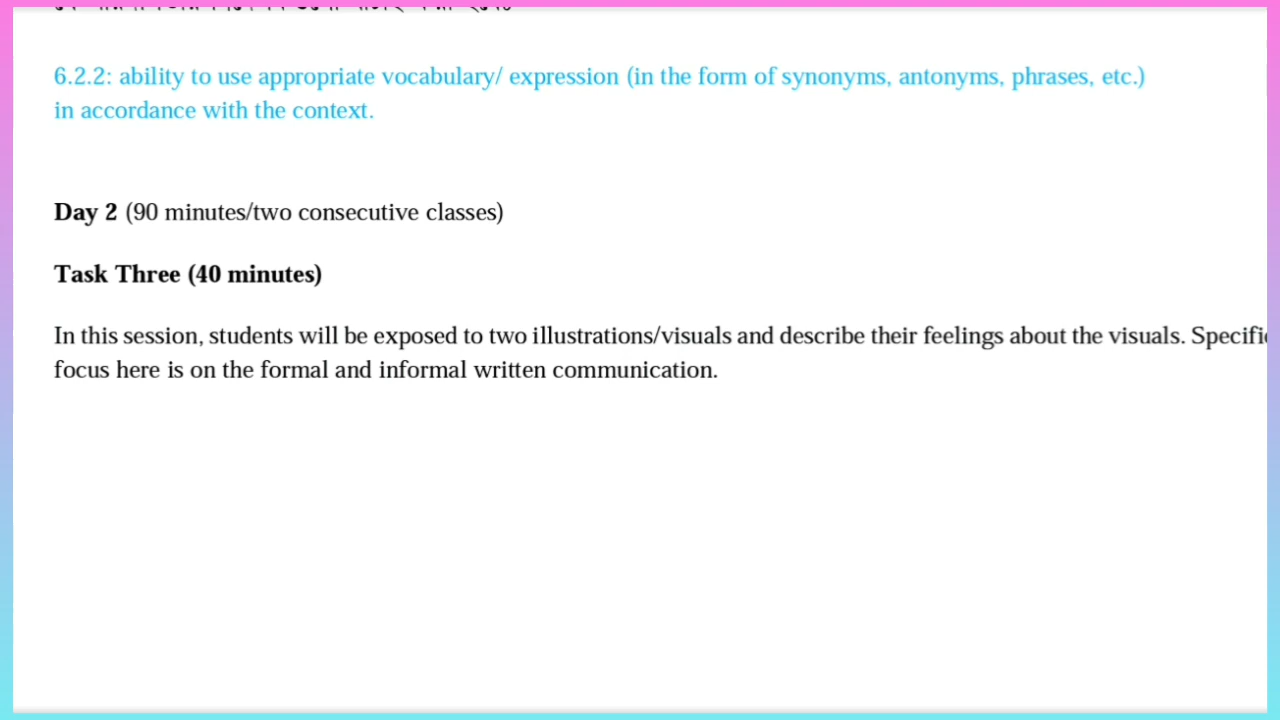 6.2.2: ability to use appropriate vocabulary/ expression (in the form of synonyms, antonyms, phrases, etc.)
in accordance with the context.
Day 2 (90 minutes/two consecutive classes)
Task Three (40 minutes)
In this session, students will be exposed to two illustrations/visuals and describe their feelings about the visuals.
focus here is on the formal and informal written communication.